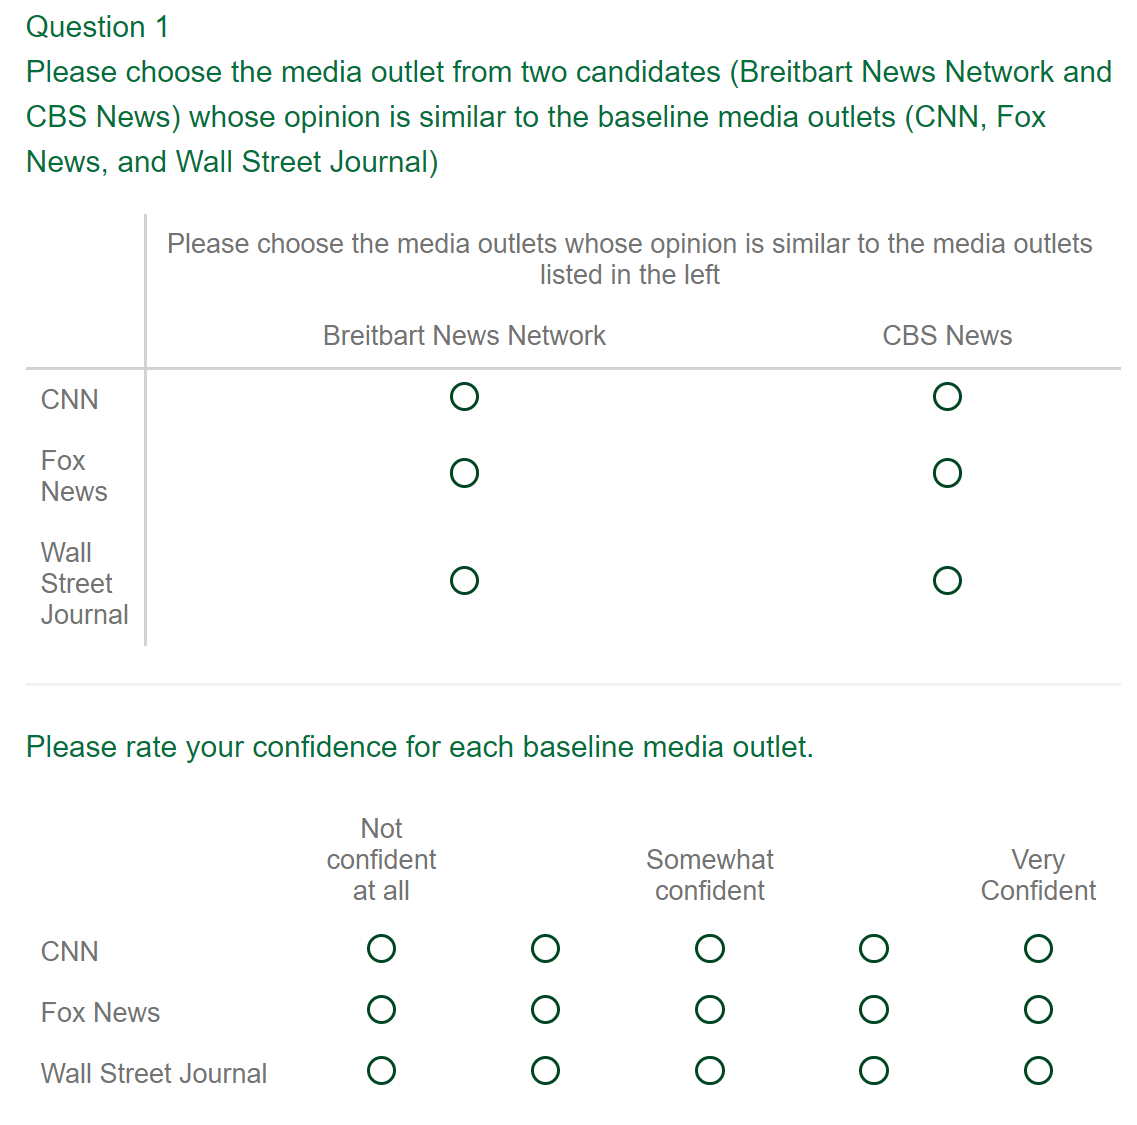 Question 1
Please choose the media outlet from two candidates (Breitbart News Network and
CBS News) whose opinion is similar to the baseline media outlets (CNN, Fox
News, and Wall Street Journal)
Please choose the media outlets whose opinion is similar to the media outlets
listed in the left
Breitbart News Network CBS News
CNN
Fox
News
Wall
Street
Journal
Please rate your confidence for each baseline media outlet.
Not
confident
at all
Somewhat
confident
Very
Confident
CNN
Fox News
Wall Street Journal